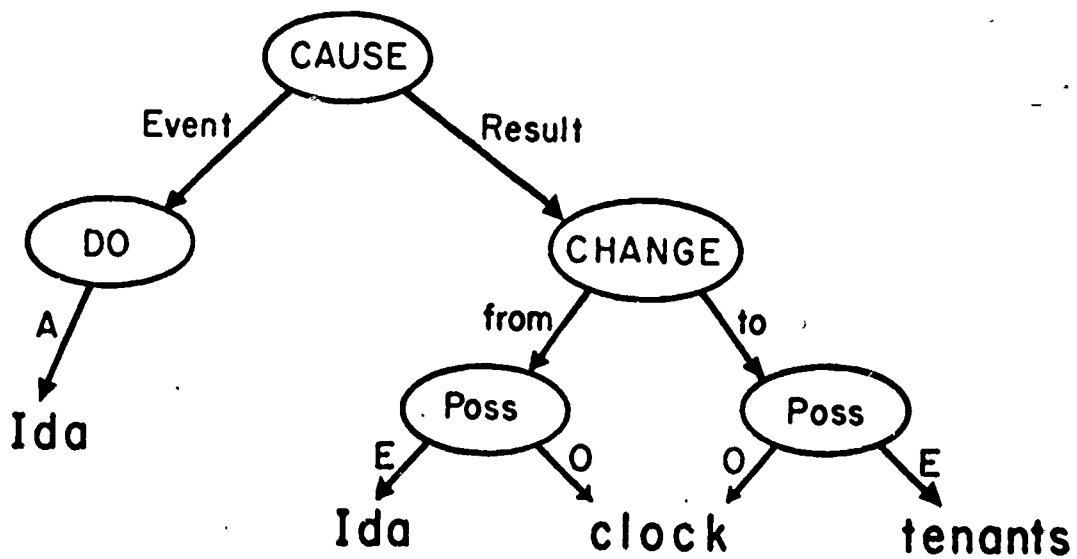 CAUSE
Event Result
DO CHANGE
A from to
Poss Poss
Ida
E O O E
Ida clock tenants